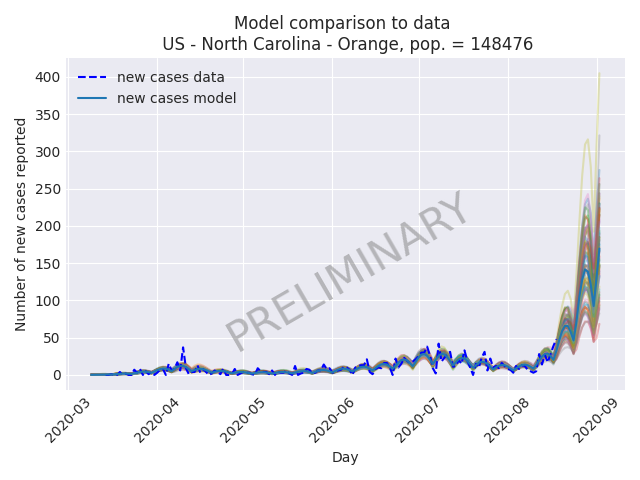 Model comparison to data
US - North Carolina - Orange, pop. = 148476
new cases data
new cases model
Number of new cases reported
400
350
300
250
200
150
100
50
0
PRELIMINARY
2020-03
2020-04
2020-05
2020-06
2020-07
2020-08
2020-09
Day